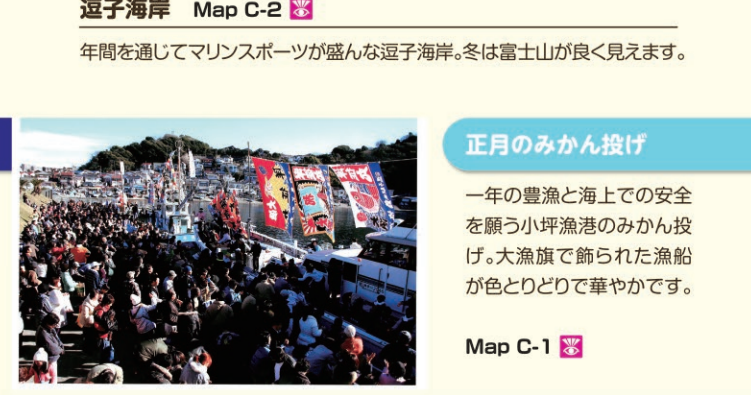 逗子海岸 Map C-2
年間を通じてマリンスポーツが盛んな逗子海岸。冬は富士山が良く見えます。
正月のみかん投げ
一年の豊漁と海上での安全
を願う小坪漁港のみかん投
げ。大漁旗で飾られた漁船
が色とりどりで華やかです。
Map C-1